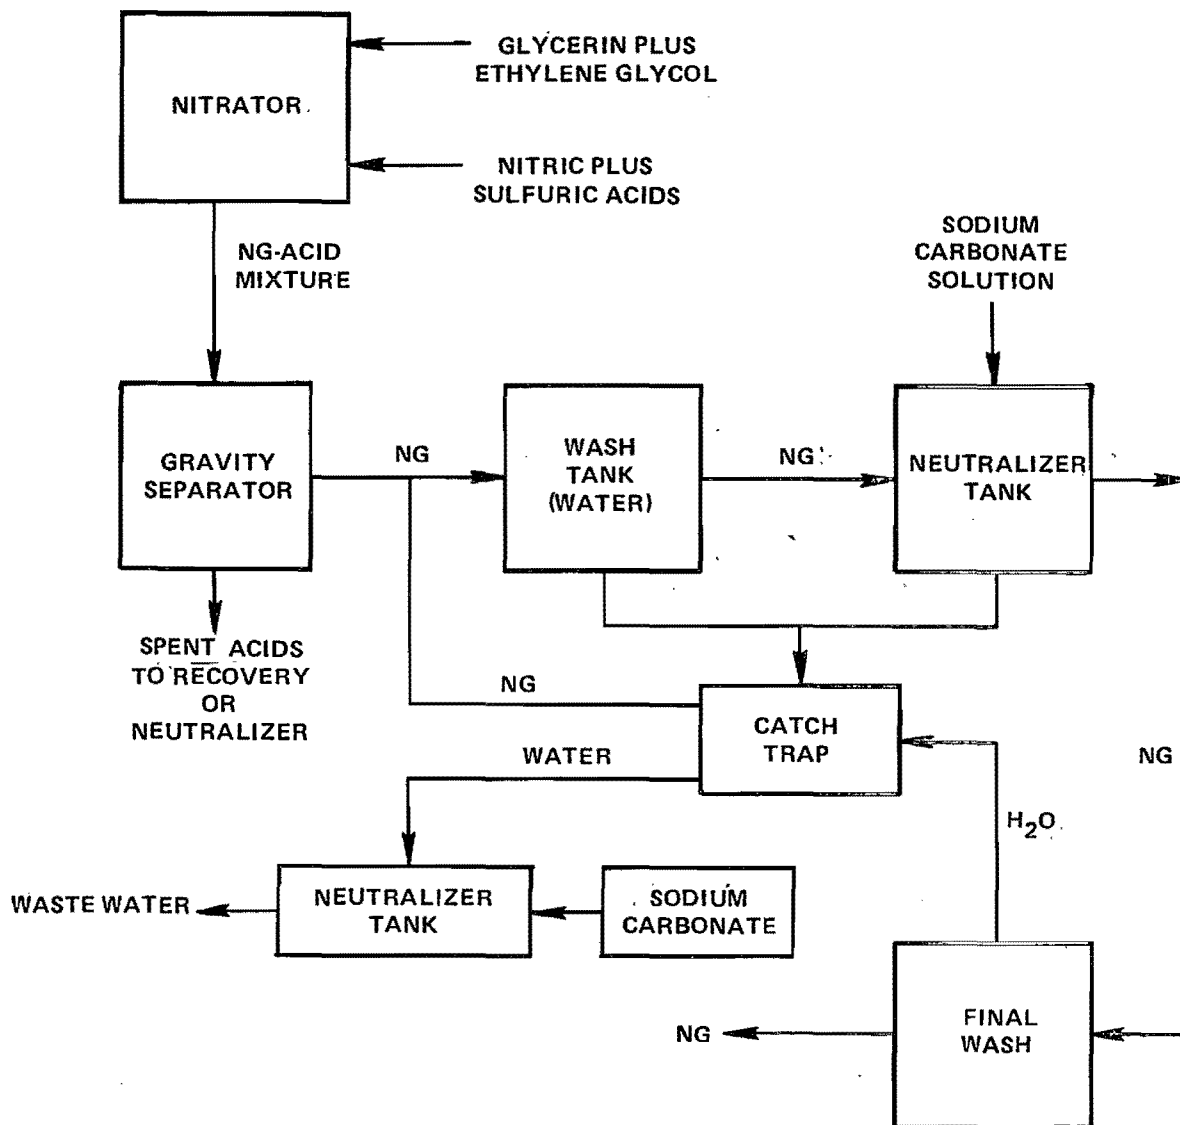 GLYCERIN PLUS
ETHYLENE GLYCOL
NITRATOR
NITRIC PLUS
SULFURIC ACIDS
NG-ACID
MIXTURE
SODIUM
CARBONATE
SOLUTION
GRAVITY
SEPARATOR
NG
WASH
TANK
(WATER)
NG
NEUTRALIZER
TANK
SPENT ACIDS
TO RECOVERY
OR
NEUTRALIZER
NG
CATCH
TRAP
WATER
NG
H₂O
WASTE WATER
NEUTRALIZER
TANK
SODIUM
CARBONATE
NG
FINAL
WASH